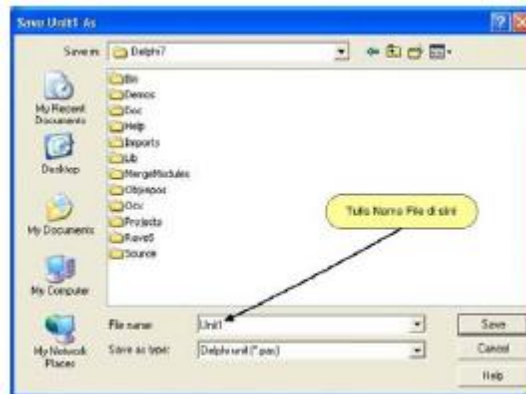 Save Unit1 As
Save in:
Delphi7
My Recent
Documents
Desktop
My Documents
My Computer
My Network
Places
Bin
Demos
Doc
Help
Imports
Lib
MergeModules
Objrepos
Ocx
Projects
Rave5
Source
Tulis Nama File di sini
File name:
Unit1
Save
Save as type:
Delphi unit (*.pas)
Cancel
Help